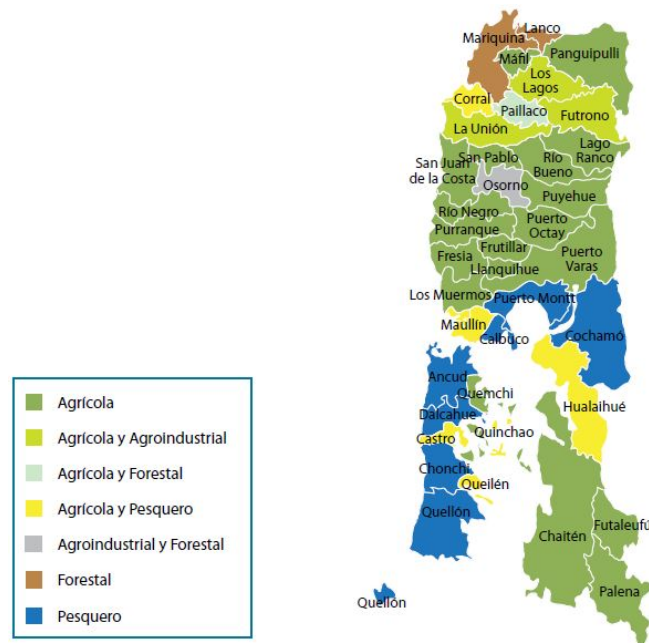 Lanco
Mariquina
Máfil
Panguipulli
Los
Lagos
Corral
Paillaco
Futrono
La Unión
Lago
Ranco
San Pablo
Río
Bueno
San Juan
de la Costa
Osorno
Puyehue
Río Negro
Puerto
Octay
Purranque
Frutillar
Puerto
Varas
Fresia
Llanquihue
Los Muermos
Puerto Montt
Maullín
Calbuco
Cochamó
Ancud
Quemchi
Dalcahue
Hualaihué
Castro
Quinchao
Chonchi
Queilén
Quellón
Chaitén
Futaleufú
Palena
Quellón
Agrícola
Agrícola y Agroindustrial
Agrícola y Forestal
Agrícola y Pesquero
Agroindustrial y Forestal
Forestal
Pesquero